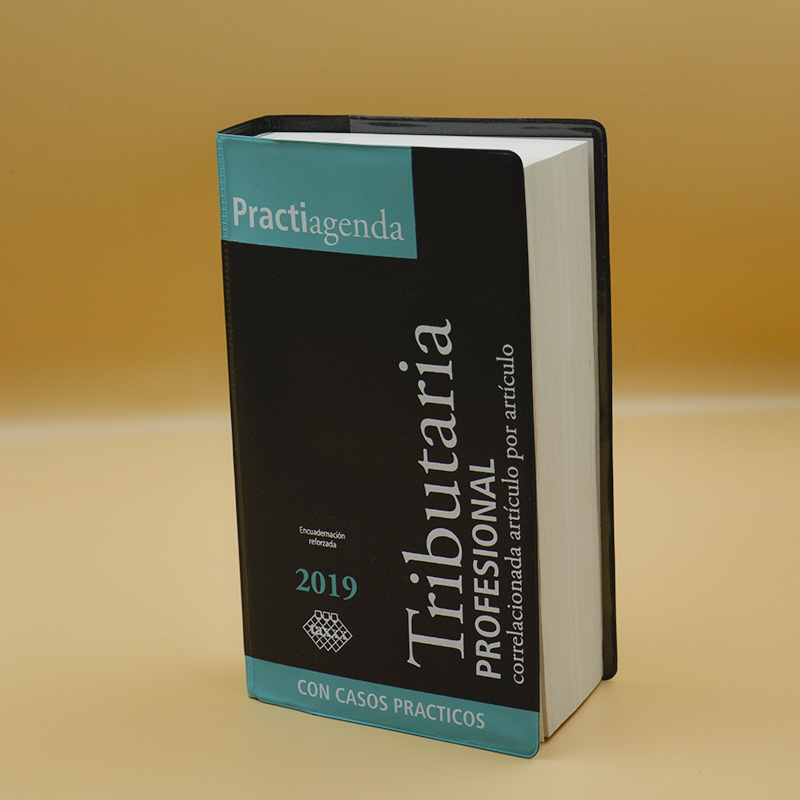 Practiagenda
Tributaria
PROFESIONAL
correlacionada artículo por artículo
Encuadernación
reforzada
2019
CON CASOS PRACTICOS